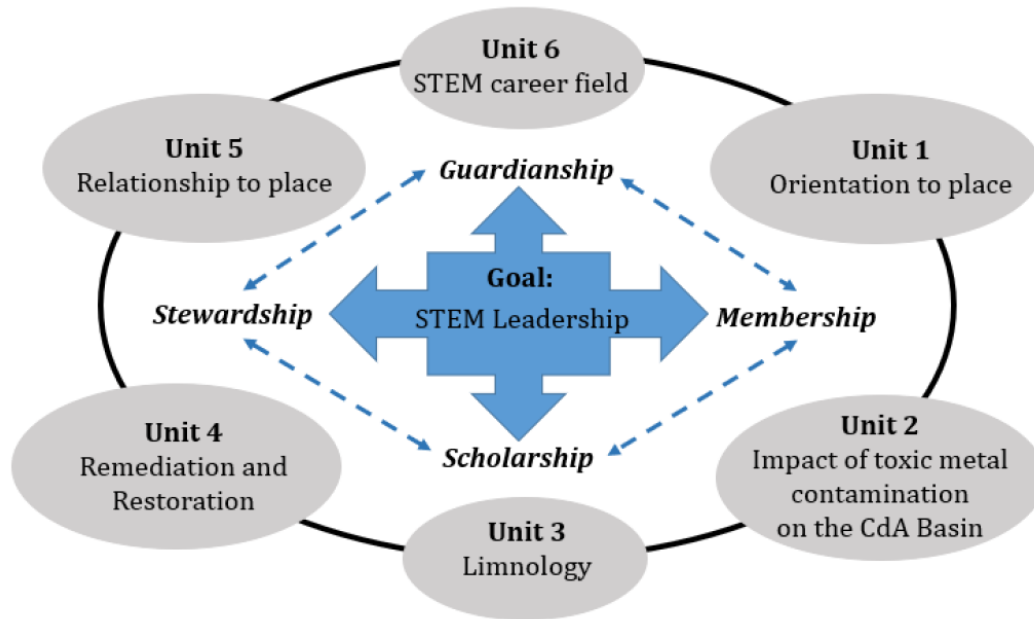 Unit 6
STEM career field
Unit 5
Relationship to place
Unit 1
Orientation to place
Guardianship
Goal:
STEM Leadership
Stewardship
Membership
Scholarship
Unit 4
Remediation and
Restoration
Unit 2
Impact of toxic metal
contamination
on the CdA Basin
Unit 3
Limnology